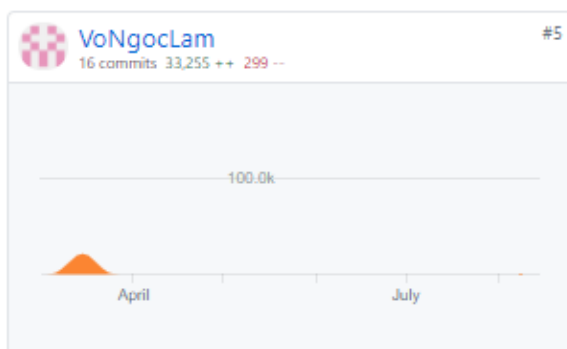 VoNgocLam
#5
16 commits 33,255 ++ 299 --
100.0k
April
July